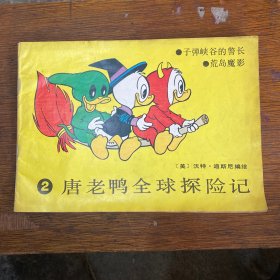 ●子弹峡谷的警长
●荒岛魔影
〔美〕沃特·迪斯尼编绘
2 唐老鸭全球探险记